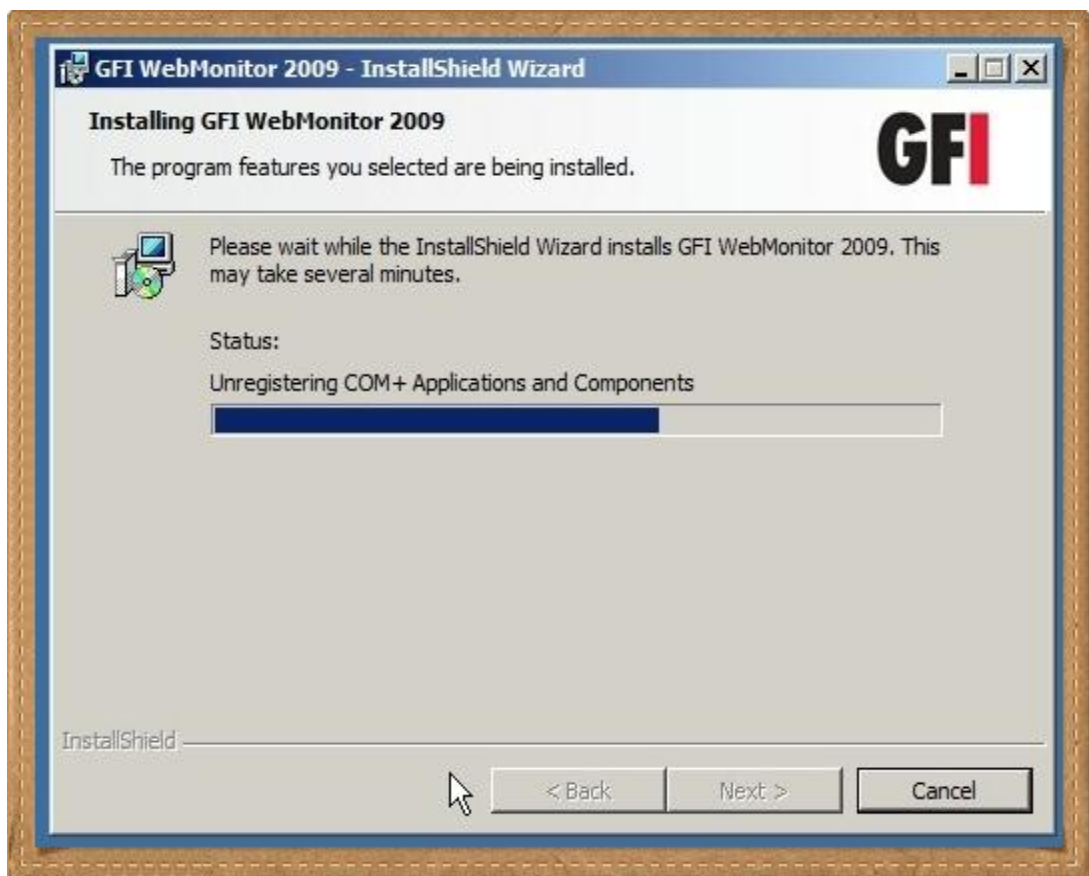 GFI WebMonitor 2009 - InstallShield Wizard
Installing GFI WebMonitor 2009
GFI
The program features you selected are being installed.
Please wait while the InstallShield Wizard installs GFI WebMonitor 2009. This
may take several minutes.
Status:
Unregistering COM+ Applications and Components
InstallShield
< Back
Next >
Cancel